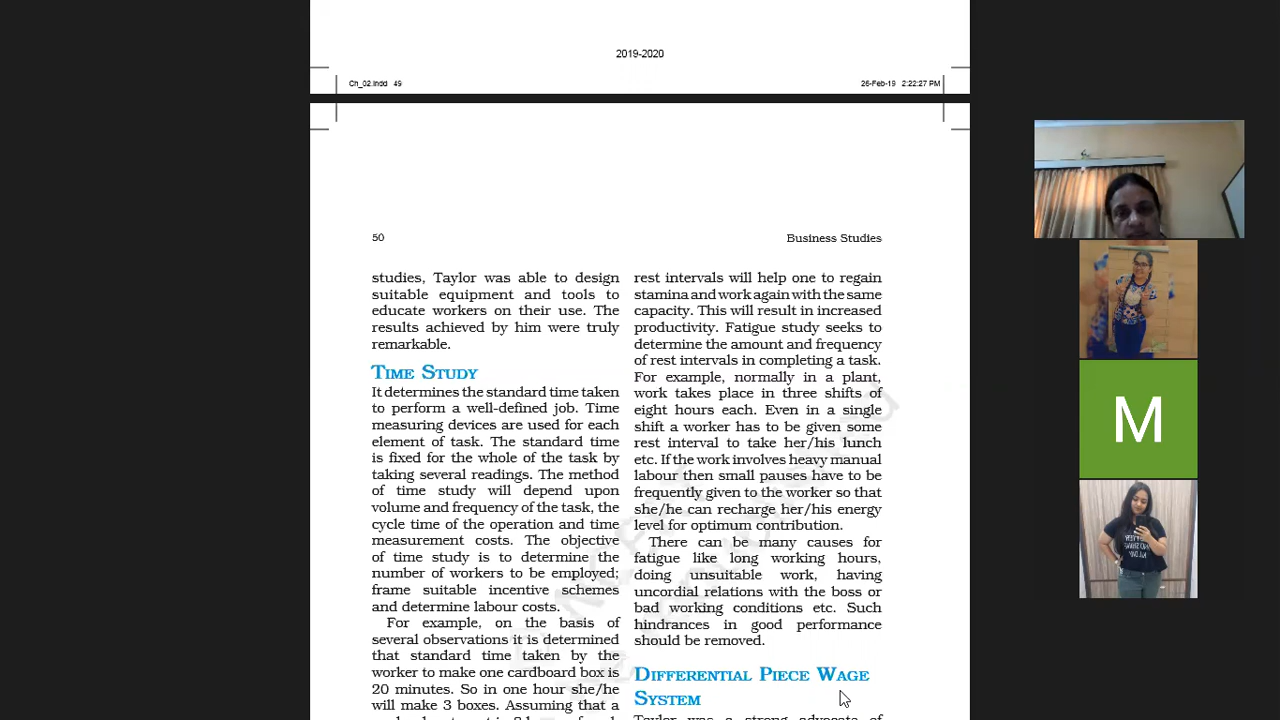 2019-2020
Ch_02.indd 49
26-Feb-19 2:22:27 PM
50
Business Studies
studies, Taylor was able to design
suitable equipment and tools to
educate workers on their use. The
results achieved by him were truly
remarkable.
TIME STUDY
It determines the standard time taken
to perform a well-defined job. Time
measuring devices are used for each
element of task. The standard time
is fixed for the whole of the task by
taking several readings. The method
of time study will depend upon
volume and frequency of the task, the
cycle time of the operation and time
measurement costs. The objective
of time study is to determine the
number of workers to be employed;
frame suitable incentive schemes
and determine labour costs.
For example, on the basis of
several observations it is determined
that standard time taken by the
worker to make one cardboard box is
20 minutes. So in one hour she/he
will make 3 boxes. Assuming that a
rest intervals will help one to regain
stamina and work again with the same
capacity. This will result in increased
productivity. Fatigue study seeks to
determine the amount and frequency
of rest intervals in completing a task.
For example, normally in a plant,
work takes place in three shifts of
eight hours each. Even in a single
shift a worker has to be given some
rest interval to take her/his lunch
etc. If the work involves heavy manual
labour then small pauses have to be
frequently given to the worker so that
she/he can recharge her/his energy
level for optimum contribution.
There can be many causes for
fatigue like long working hours,
doing unsuitable work, having
uncordial relations with the boss or
bad working conditions etc. Such
hindrances in good performance
should be removed.
DIFFERENTIAL PIECE WAGE
SYSTEM
Taylor was a strong advocate of
M